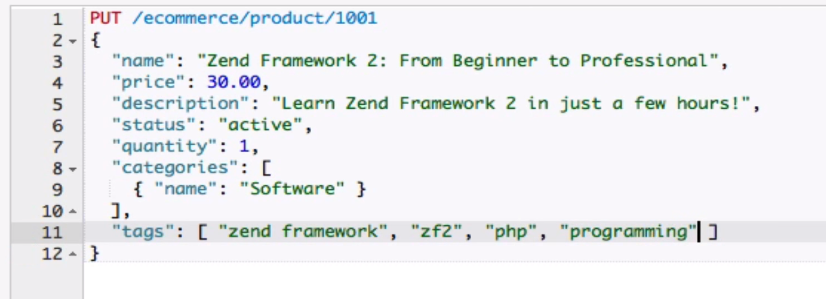 1 PUT /ecommerce/product/1001
2 {
3 "name": "Zend Framework 2: From Beginner to Professional",
4 "price": 30.00,
5 "description": "Learn Zend Framework 2 in just a few hours!",
6 "status": "active",
7 "quantity": 1,
8 "categories": [
9 { "name": "Software" }
10 ],
11 "tags": [ "zend framework", "zf2", "php", "programming" ]
12 }